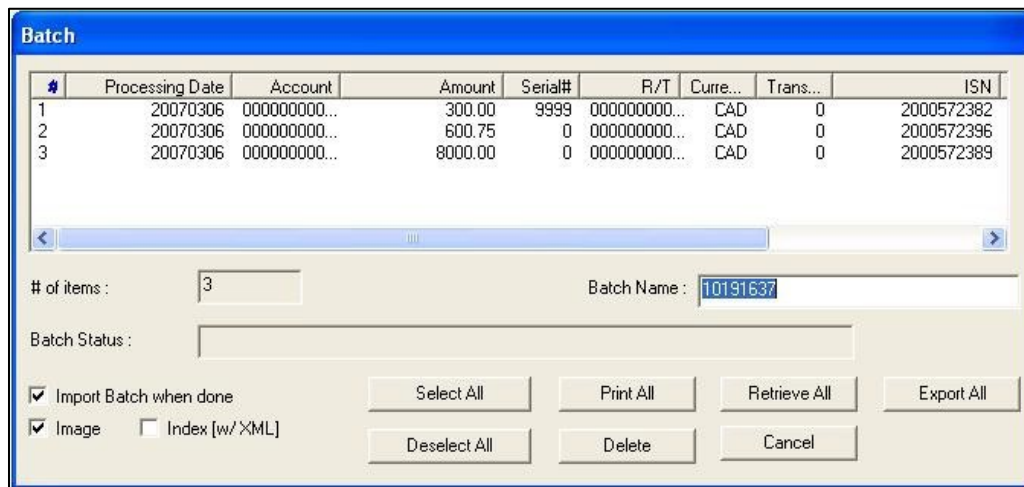 Batch
# Processing Date Account Amount Serial# R/T Curre... Trans... ISN
1 20070306 000000000... 300.00 9999 000000000... CAD 0 2000572382
2 20070306 000000000... 600.75 0 000000000... CAD 0 2000572396
3 20070306 000000000... 8000.00 0 000000000... CAD 0 2000572389
# of items : 3 Batch Name : 10191637
Batch Status :
Import Batch when done Select All Print All Retrieve All Export All
Image Index [w/ XML] Deselect All Delete Cancel